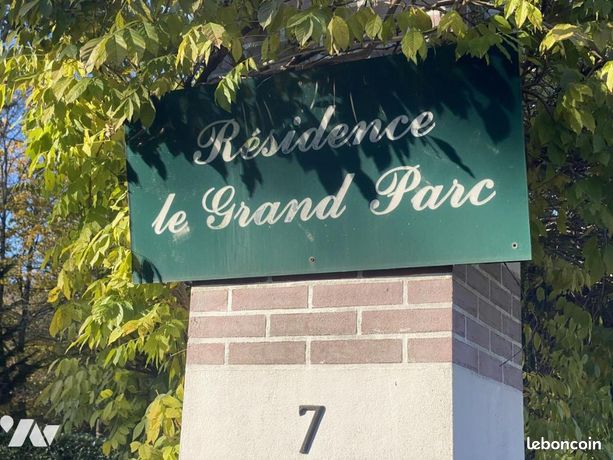 Résidence
le Grand Parc
7
leboncoin